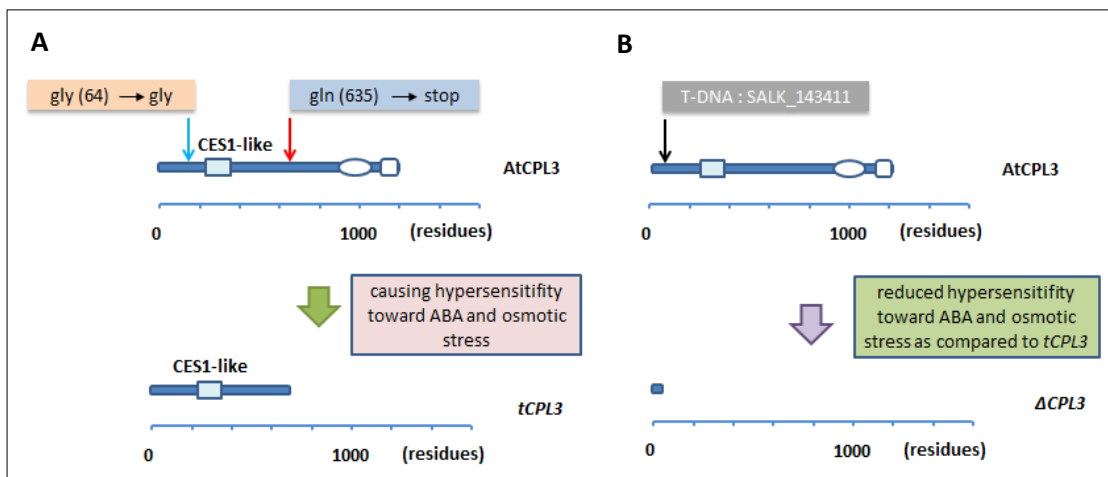 A
gly (64) → gly
gln (635) → stop
CES1-like
AtCPL3
0
1000
(residues)
causing hypersensitifity
toward ABA and osmotic
stress
CES1-like
tCPL3
0
1000
(residues)
B
T-DNA : SALK_143411
AtCPL3
0
1000
(residues)
reduced hypersensitifity
toward ABA and osmotic
stress as compared to tCPL3
ΔCPL3
0
1000
(residues)